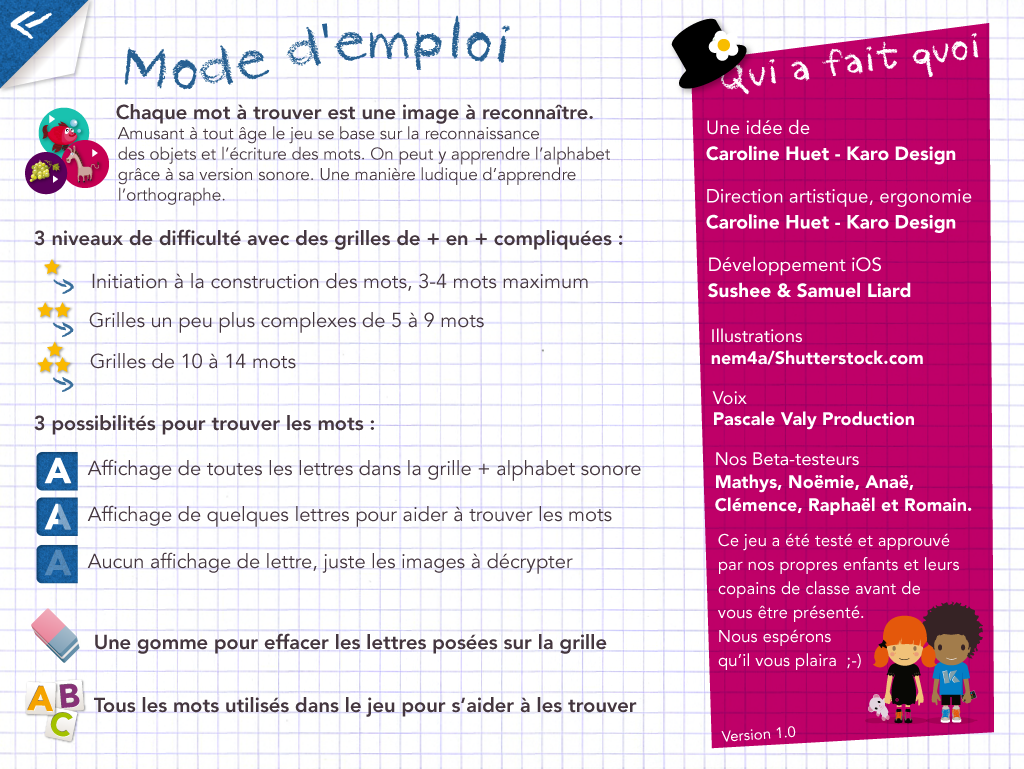 Mode d'emploi
Chaque mot à trouver est une image à reconnaître.
Amusant à tout âge le jeu se base sur la reconnaissance
des objets et l'écriture des mots. On peut y apprendre l'alphabet
grâce à sa version sonore. Une manière ludique d'apprendre
l'orthographe.
3 niveaux de difficulté avec des grilles de + en + compliquées :
Initiation à la construction des mots, 3-4 mots maximum
Grilles un peu plus complexes de 5 à 9 mots
Grilles de 10 à 14 mots
3 possibilités pour trouver les mots :
A Affichage de toutes les lettres dans la grille + alphabet sonore
A Affichage de quelques lettres pour aider à trouver les mots
A Aucun affichage de lettre, juste les images à décrypter
Une gomme pour effacer les lettres posées sur la grille
A B C Tous les mots utilisés dans le jeu pour s'aider à les trouver
Qui a fait quoi
Une idée de
Caroline Huet - Karo Design
Direction artistique, ergonomie
Caroline Huet - Karo Design
Développement iOS
Sushee & Samuel Liard
Illustrations
nem4a/Shutterstock.com
Voix
Pascale Valy Production
Nos Beta-testeurs
Mathys, Noëmie, Anaë,
Clémence, Raphaël et Romain.
Ce jeu a été testé et approuvé
par nos propres enfants et leurs
copains de classe avant de
vous être présenté.
Nous espérons
qu'il vous plaira ;-)
K
Version 1.0